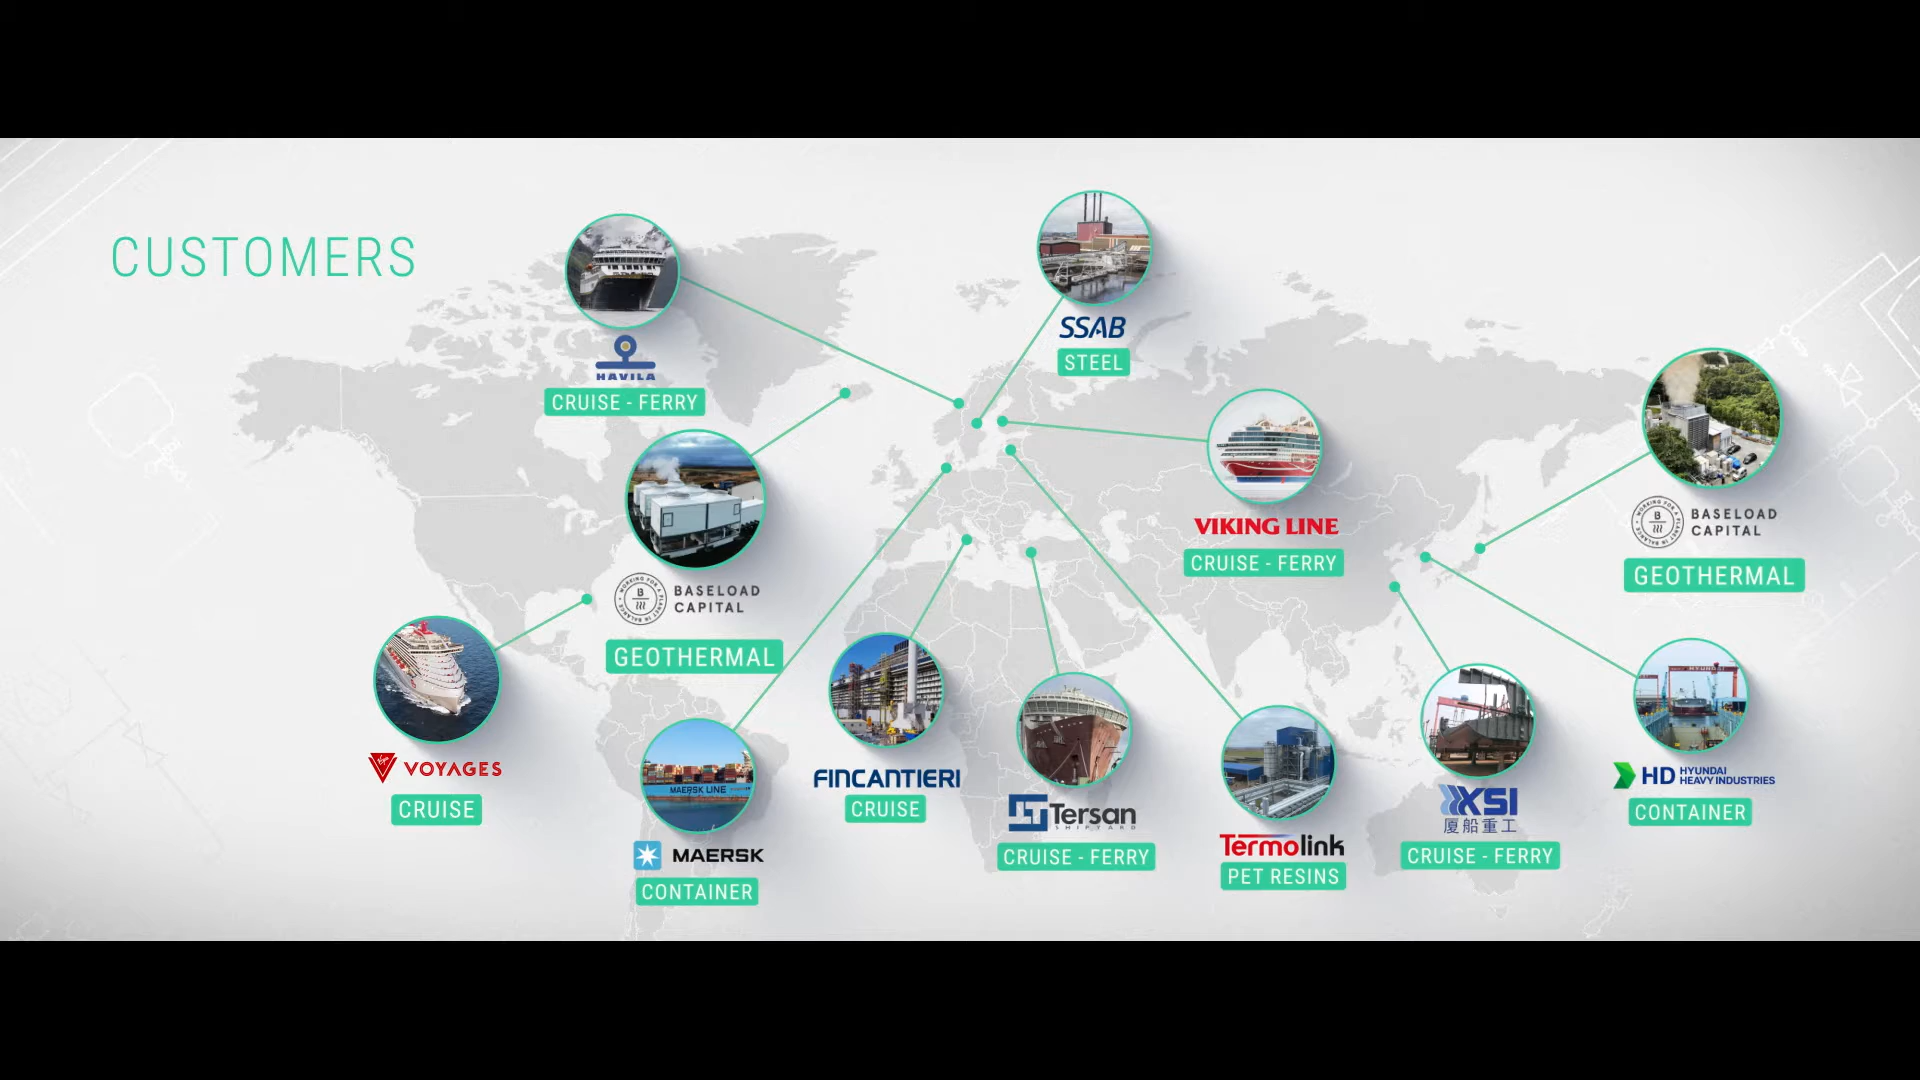 CUSTOMERS
HAVILA
CRUISE - FERRY
SSAB
STEEL
VIKING LINE
CRUISE - FERRY
BASELOAD
CAPITAL
GEOTHERMAL
BASELOAD
CAPITAL
GEOTHERMAL
VOYAGES
CRUISE
MAERSK LINE
MAERSK
CONTAINER
FINCANTIERI
CRUISE
Tersan
SHIPYARD
CRUISE - FERRY
Termolink
PET RESINS
XSI
厦船重工
CRUISE - FERRY
HYUNDAI
HD HYUNDAI
HEAVY INDUSTRIES
CONTAINER